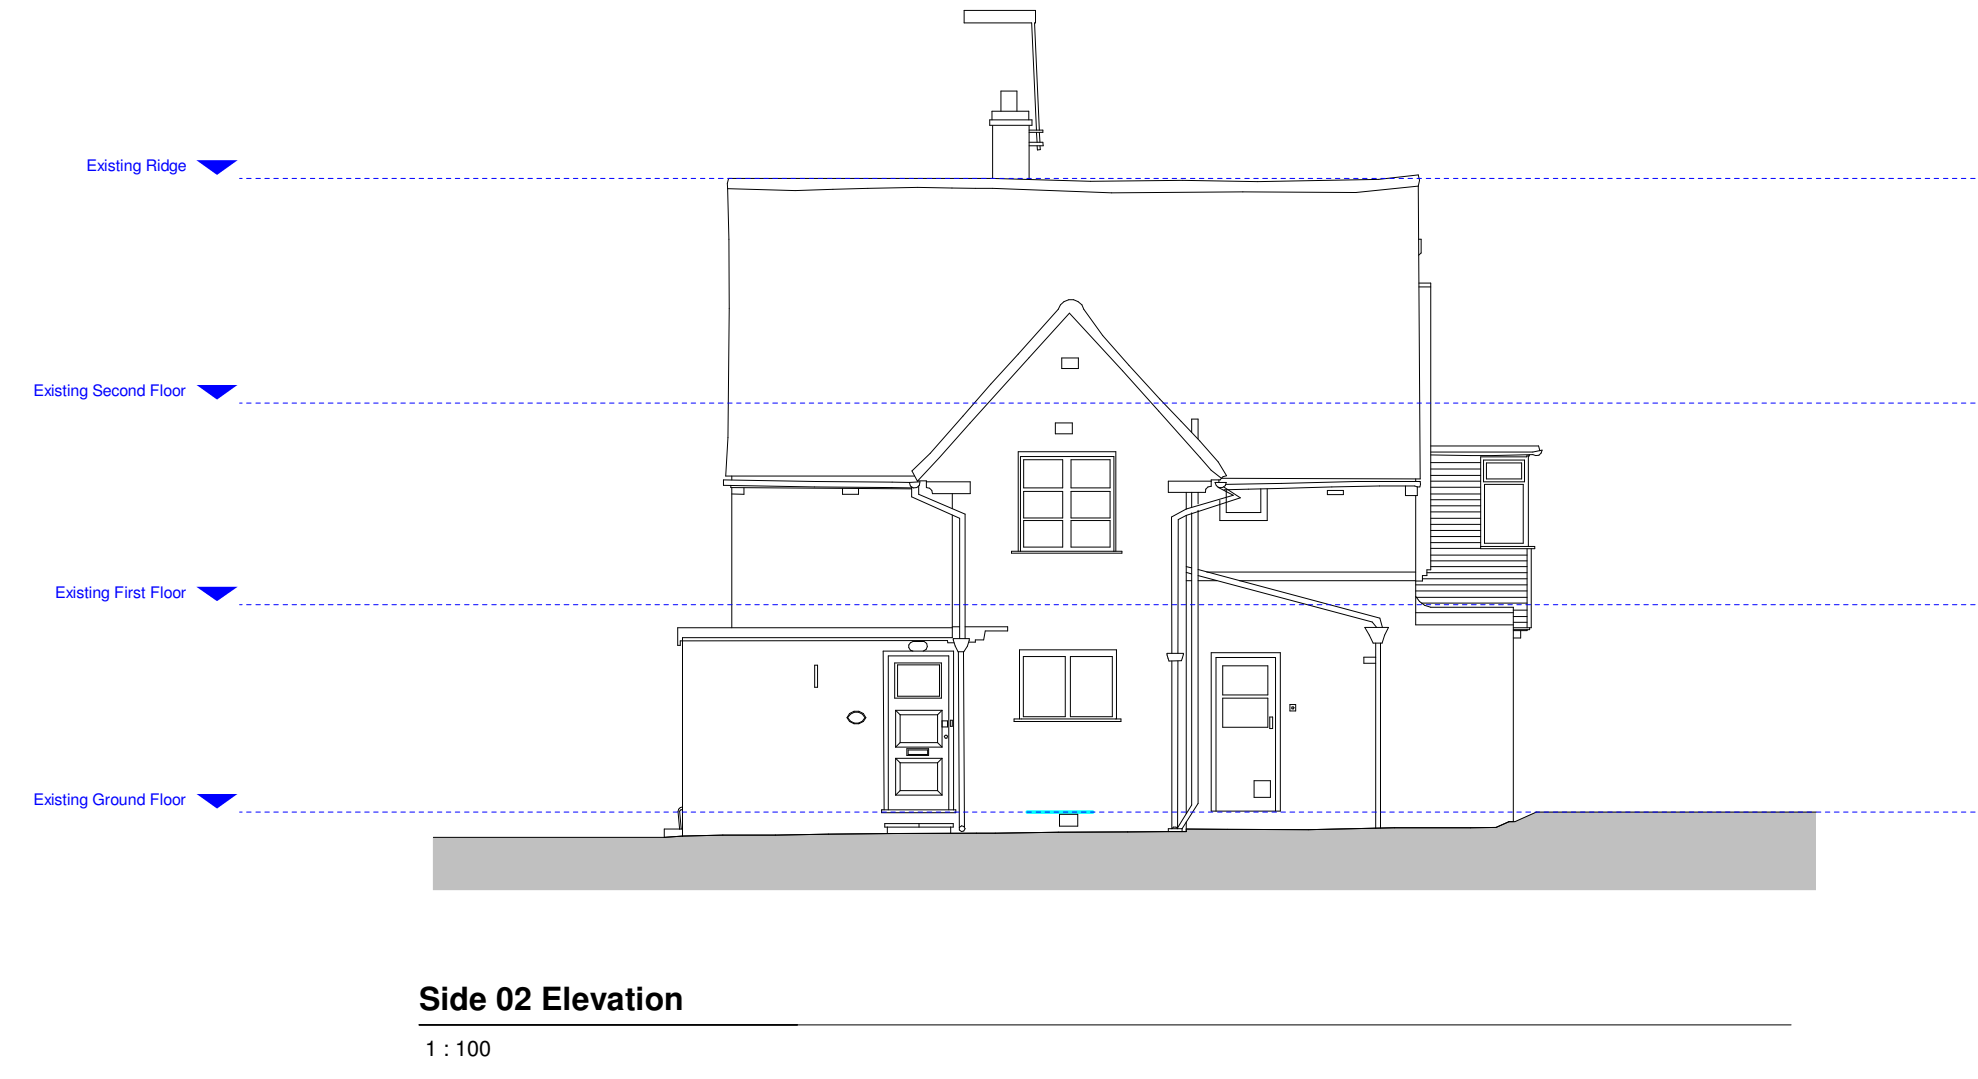 Existing Ridge
Existing Second Floor
Existing First Floor
Existing Ground Floor
Side 02 Elevation
1 : 100